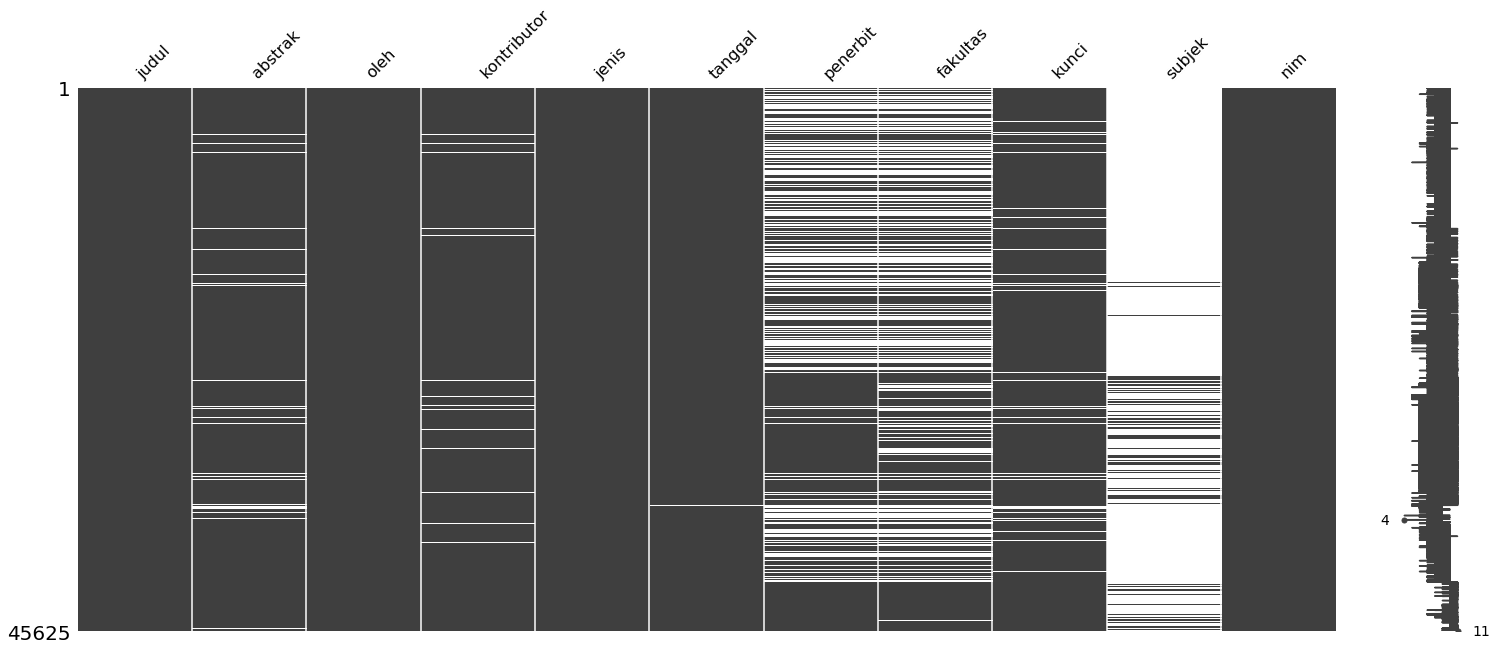 judul abstrak oleh kontributor jenis tanggal penerbit fakultas kunci subjek nim
1
4
45625 11